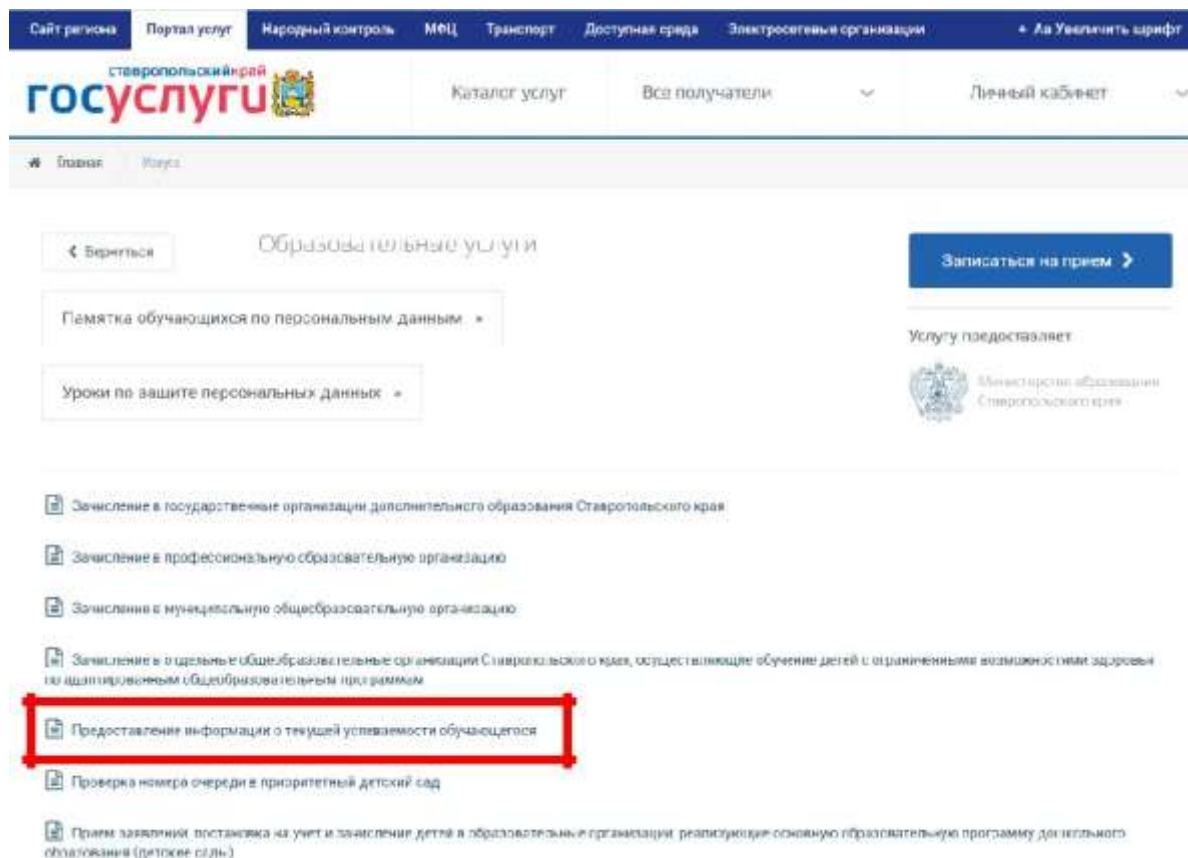 Сайт региона Портал услуг Народный контроль МФЦ Транспорт Доступная среда Электросетевые организации + Aa Увеличить шрифт
ставропольский край
госуслуги
Каталог услуг Все получатели Личный кабинет
Главная Услуга
Вернуться
Образовательные услуги
Записаться на прием
Памятка обучающихся по персональным данным »
Услугу предоставляет
Уроки по защите персональных данных »
Министерство образования
Ставропольского края
Зачисление в государственные организации дополнительного образования Ставропольского края
Зачисление в профессиональную образовательную организацию
Зачисление в муниципальную общеобразовательную организацию
Зачисление в отдельные общеобразовательные организации Ставропольского края, осуществляющие обучение детей с ограниченными возможностями здоровья
по адаптированным общеобразовательным программам
Предоставление информации о текущей успеваемости обучающегося
Проверка номера очереди в приоритетный детский сад
Прием заявлений, постановка на учет и зачисление детей в образовательные организации, реализующие основную образовательную программу дошкольного
образования (детские сады)